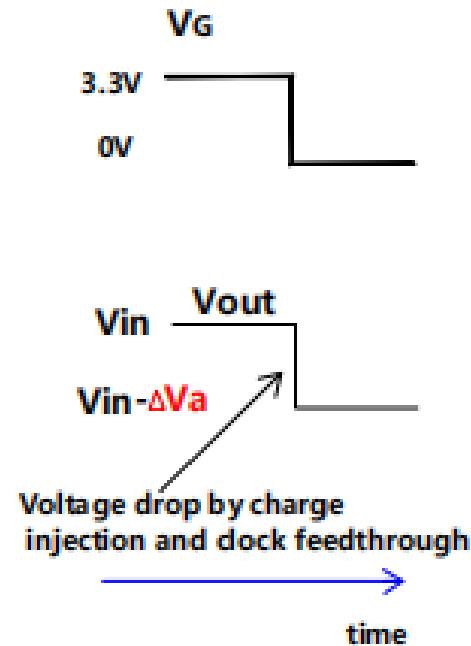 VG
3.3V
0V
Vout
Vin
Vin-ΔVa
Voltage drop by charge
injection and clock feedthrough
time